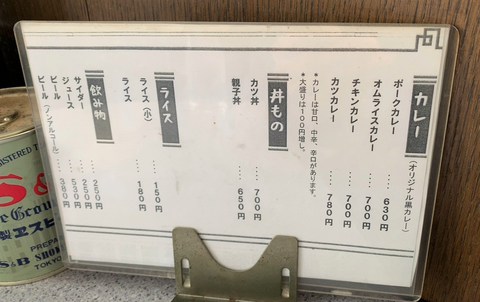 カレー (オリジナル黒カレー)
ポークカレー …… 630円
オムライスカレー …… 700円
チキンカレー …… 700円
カツカレー …… 780円
*カレーは甘口、中辛、辛口があります。
*大盛りは100円増し。
丼もの
カツ丼 …… 700円
親子丼 …… 650円
ライス
ライス(小) …… 150円
ライス …… 180円
飲み物
サイダー …… 250円
ジュース …… 250円
ビール …… 530円
ビール(ノンアルコール) …… 380円
REGISTERED
S&
製ヱスビ
PREPA
S&B SHOK
TOKYO